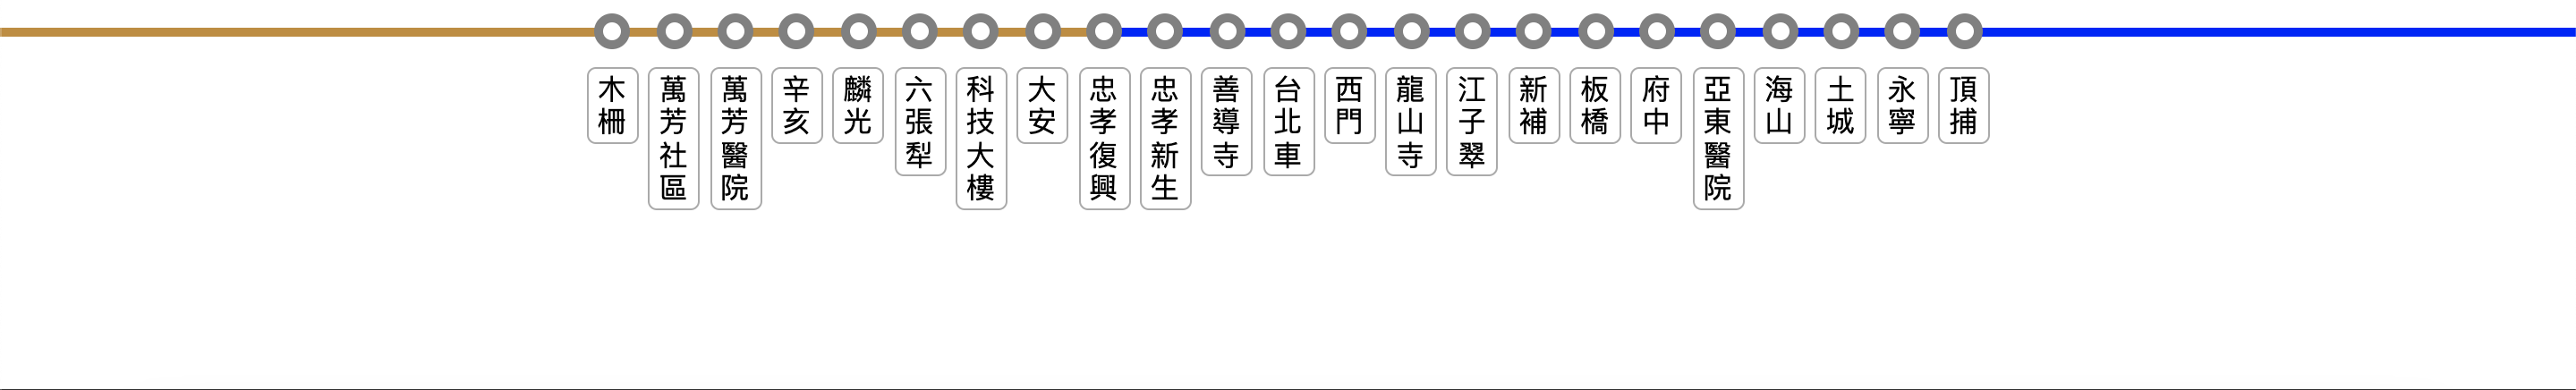 木柵
萬芳社區
萬芳醫院
辛亥
麟光
六張犁
科技大樓
大安
忠孝復興
忠孝新生
善導寺
台北車
西門
龍山寺
江子翠
新補
板橋
府中
亞東醫院
海山
土城
永寧
頂捕